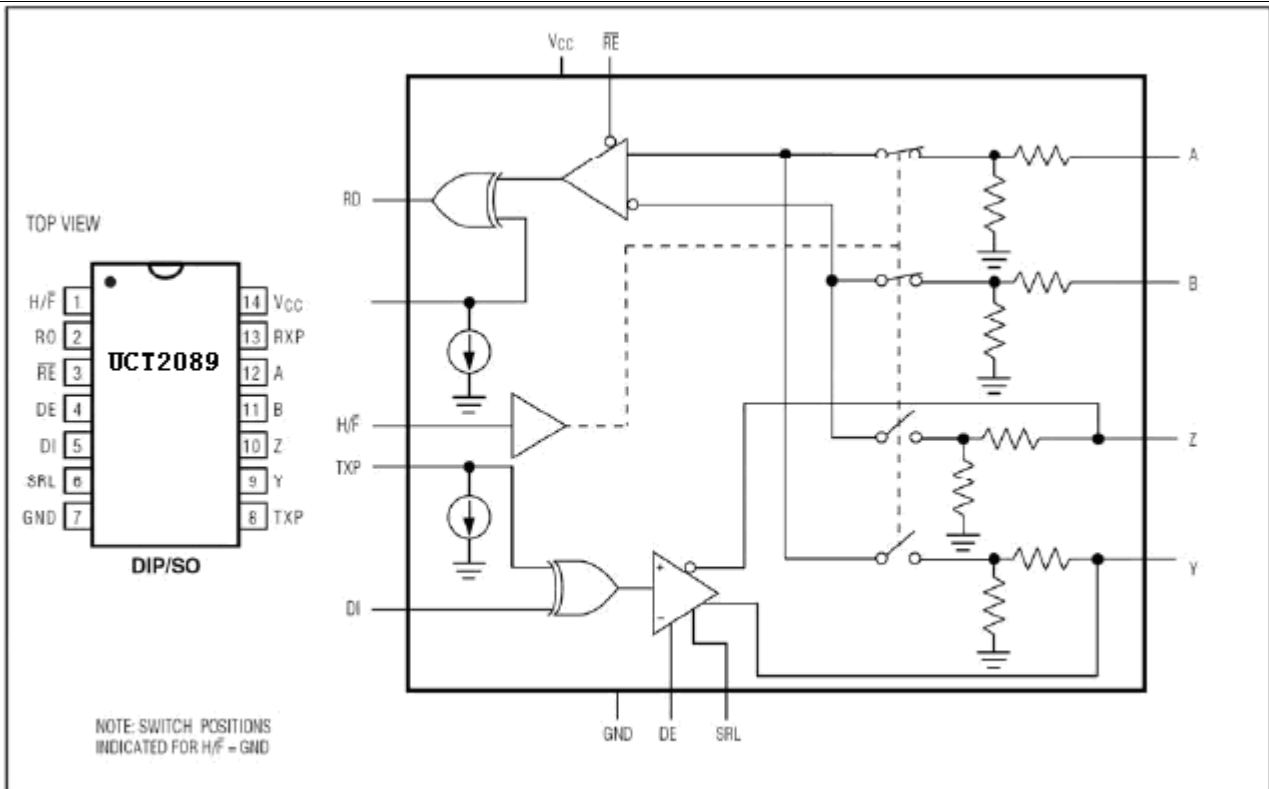 TOP VIEW
H/F̅ 1
RO 2
R̅E̅ 3
DE 4
DI 5
SRL 6
GND 7
UCT2089
14 VCC
13 RXP
12 A
11 B
10 Z
9 Y
8 TXP
DIP/SO
NOTE: SWITCH POSITIONS
INDICATED FOR H/F̅ = GND
VCC R̅E̅
RO
H/F̅
TXP
DI
+
−
GND DE SRL
A
B
Z
Y